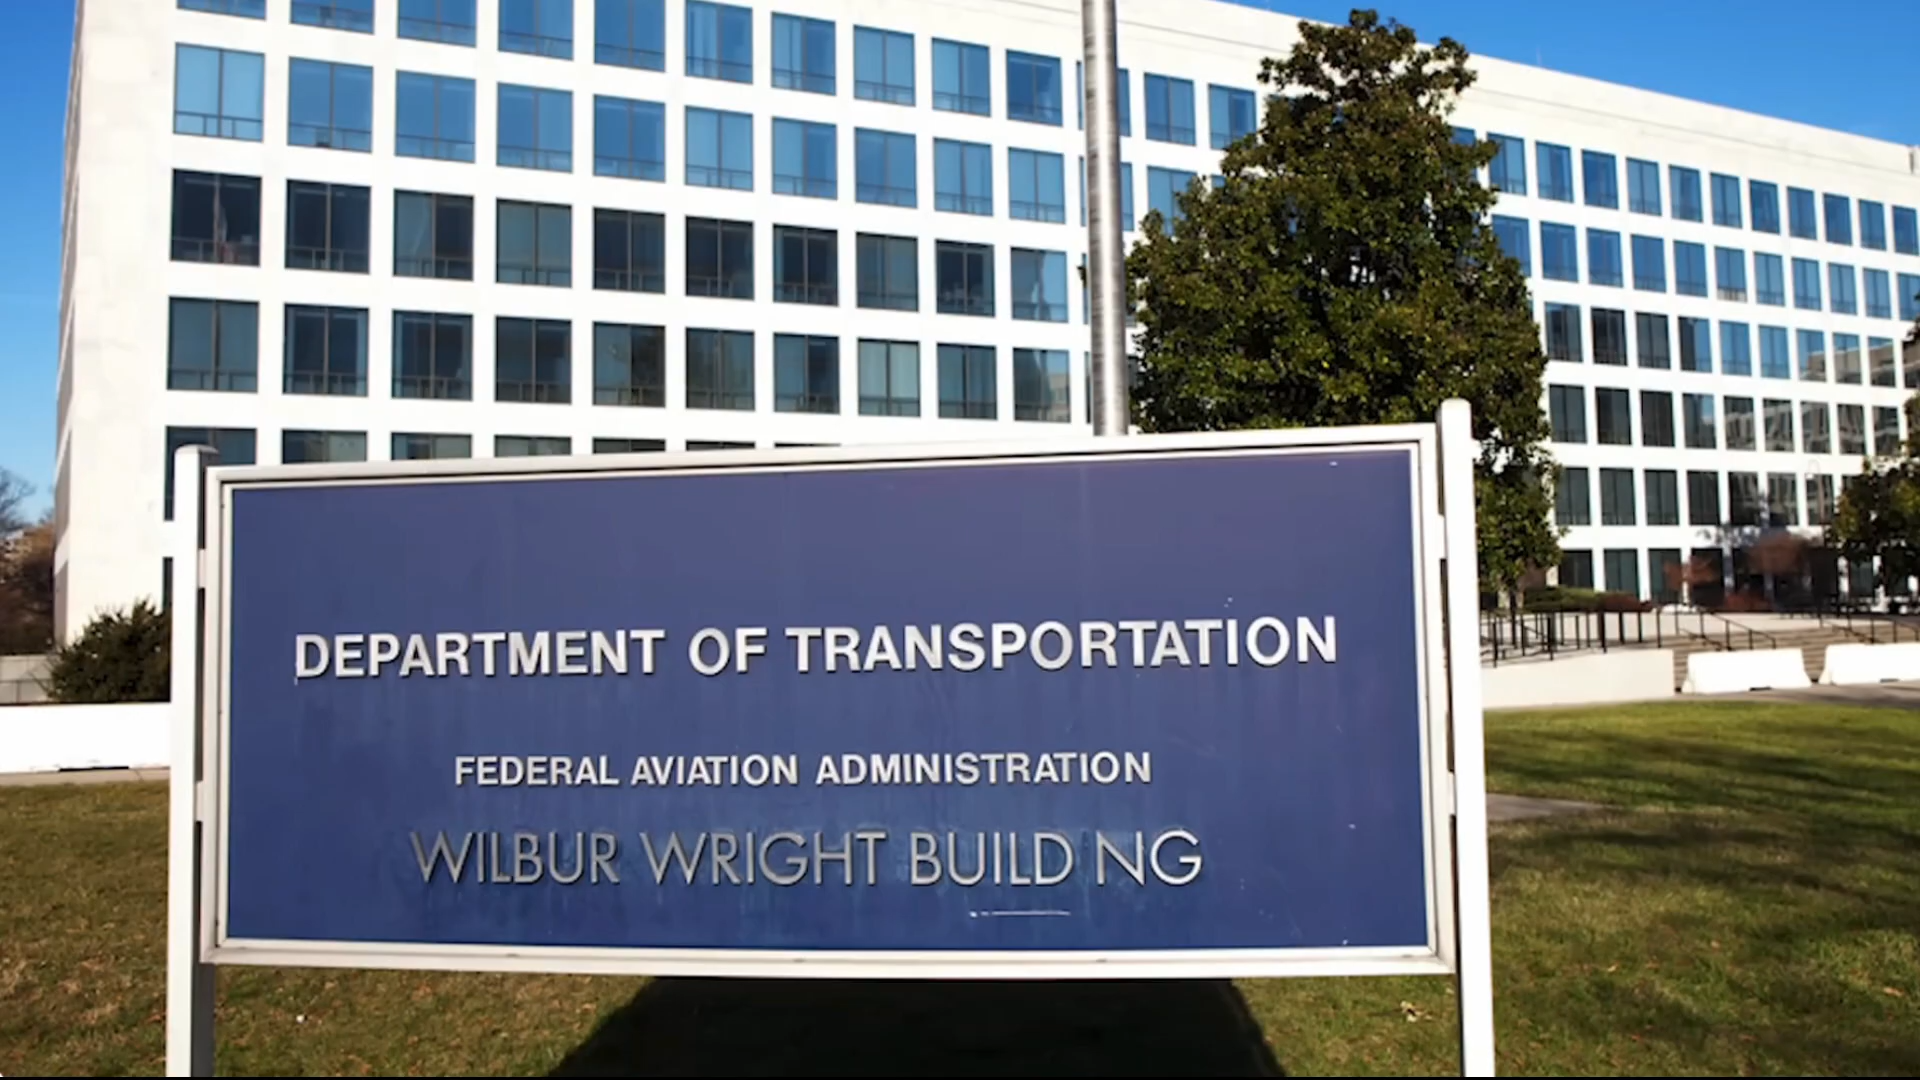 DEPARTMENT OF TRANSPORTATION
FEDERAL AVIATION ADMINISTRATION
WILBUR WRIGHT BUILD NG